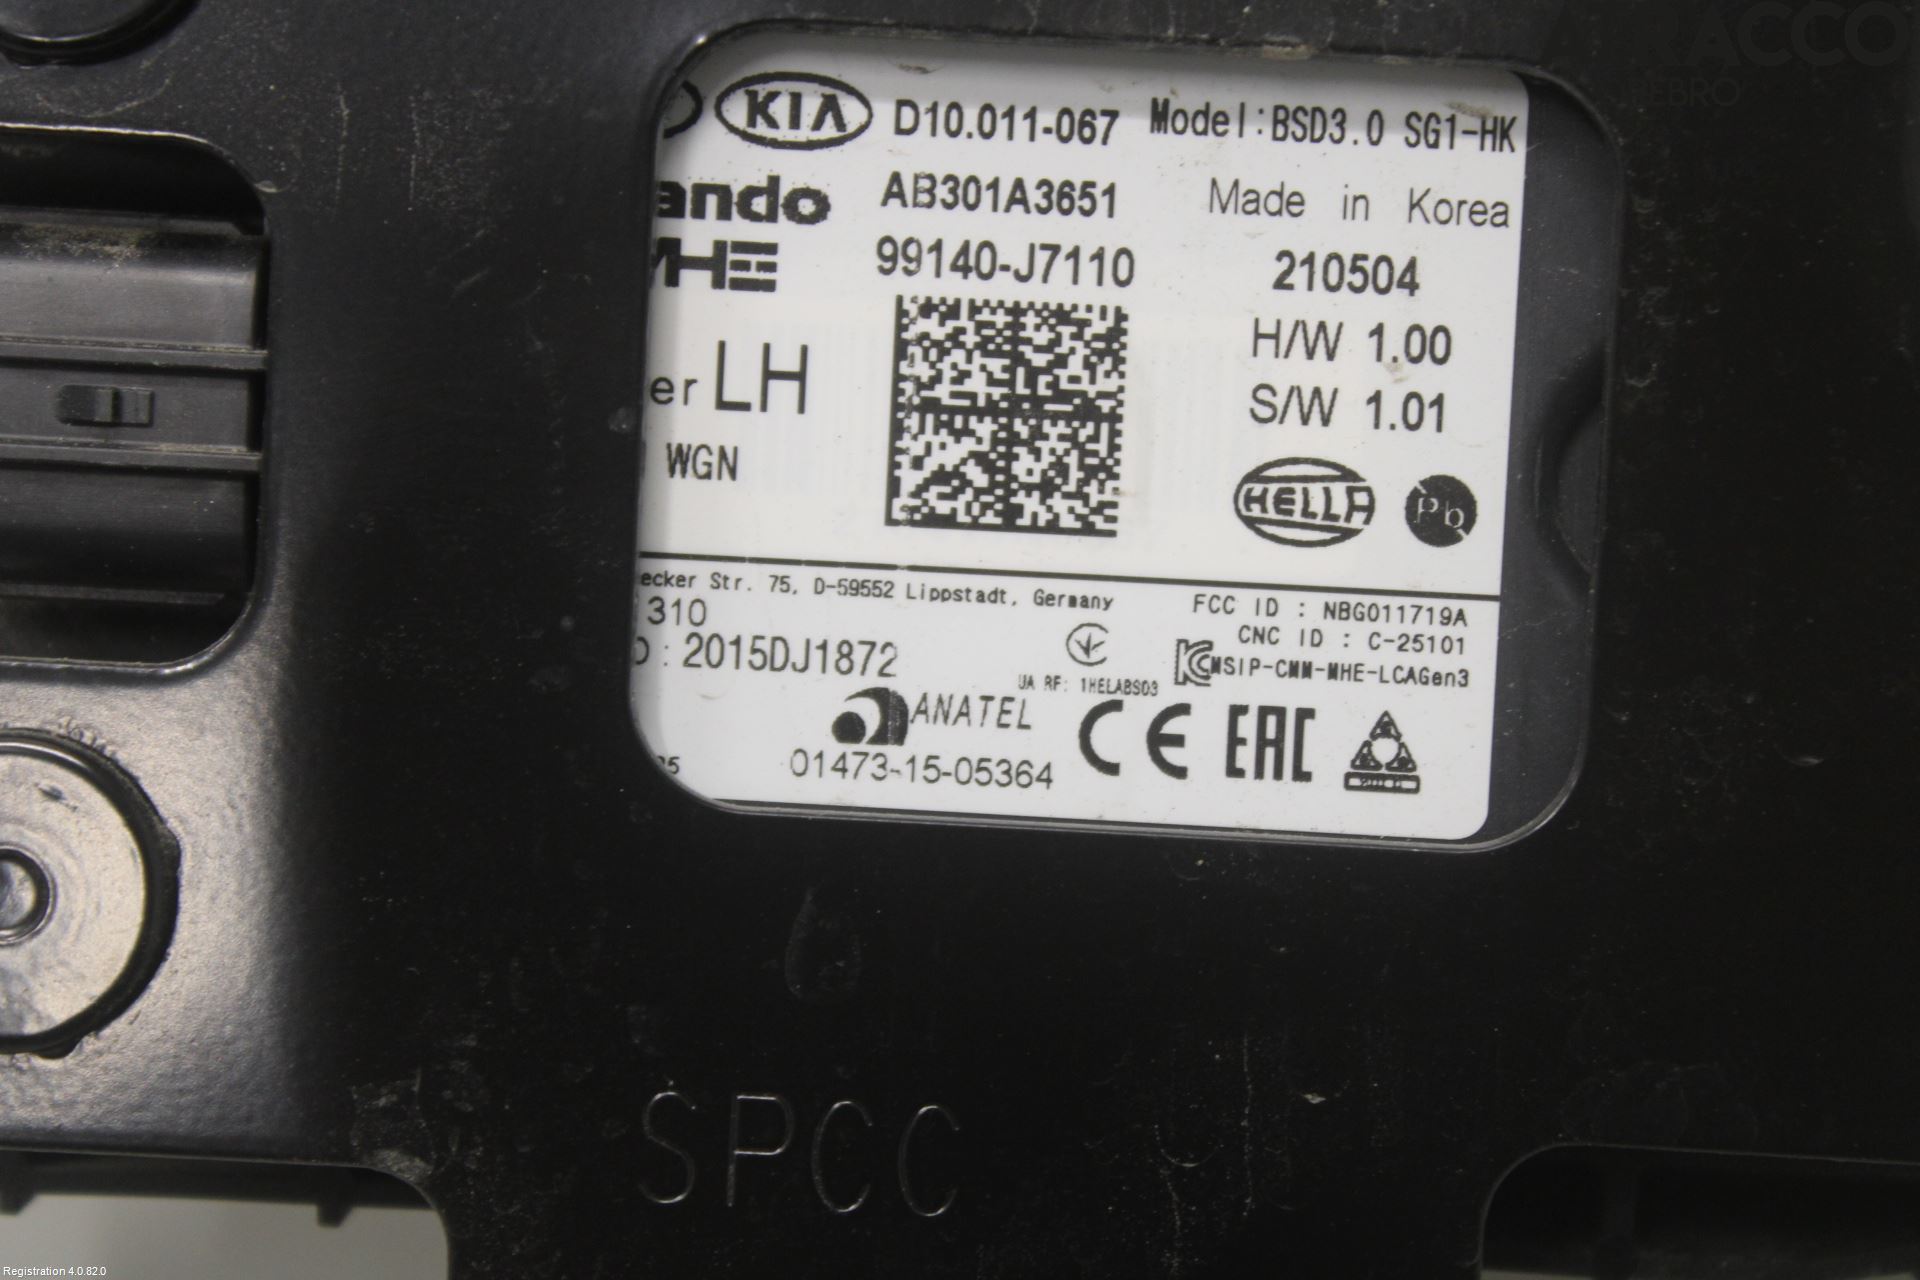 KIA D10.011-067 Model:BSD3.0 SG1-HK
ando AB301A3651 Made in Korea
MHE 99140-J7110 210504
er LH H/W 1.00
S/W 1.01
WGN
HELLA Pb
ecker Str. 75, D-59552 Lippstadt, Germany
FCC ID : NBG011719A
310
CNC ID : C-25101
D : 2015DJ1872
MSIP-CMM-MHE-LCAGen3
UA RF: 1HELABS03
ANATEL CE EAC
01473-15-05364
SPCC
ATRACCO
Registration 4.0.82.0